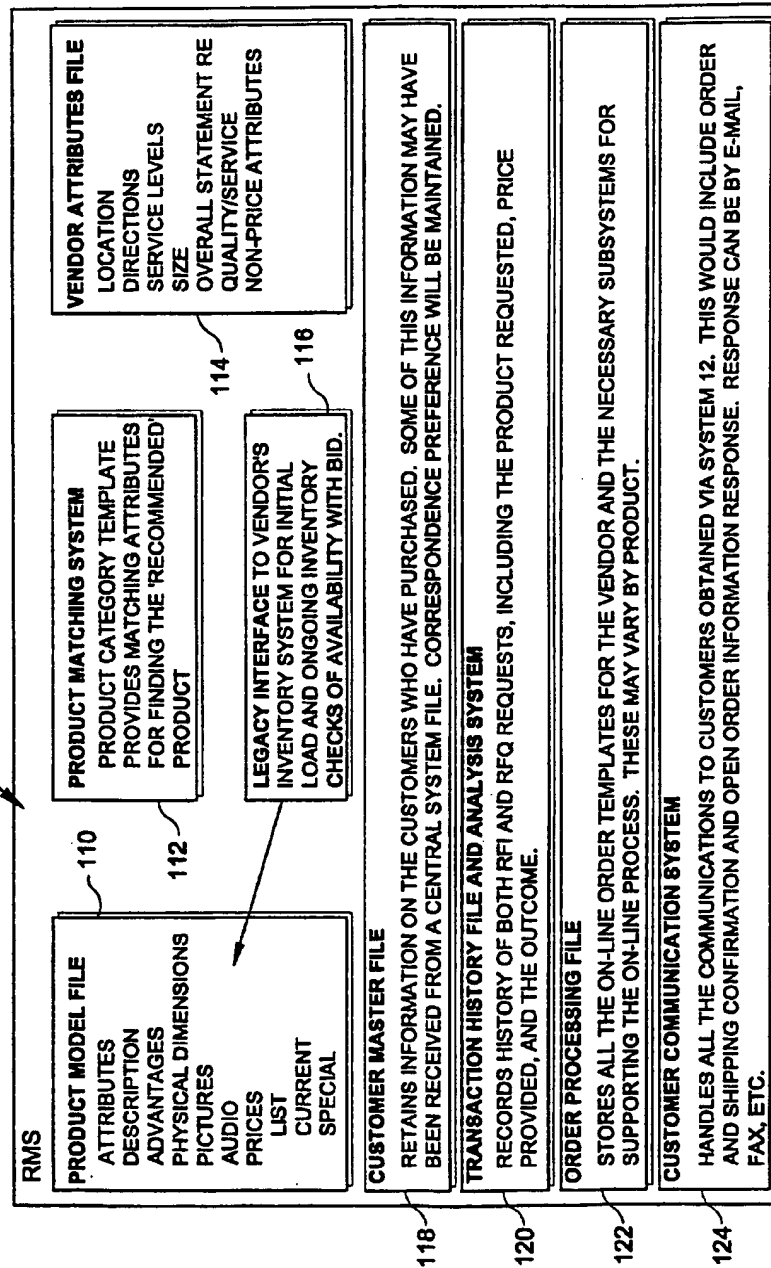 RMS
PRODUCT MODEL FILE
ATTRIBUTES
DESCRIPTION
ADVANTAGES
PHYSICAL DIMENSIONS
PICTURES
AUDIO
PRICES
LIST
CURRENT
SPECIAL
110
PRODUCT MATCHING SYSTEM
PRODUCT CATEGORY TEMPLATE
PROVIDES MATCHING ATTRIBUTES
FOR FINDING THE 'RECOMMENDED'
PRODUCT
112
VENDOR ATTRIBUTES FILE
LOCATION
DIRECTIONS
SERVICE LEVELS
SIZE
OVERALL STATEMENT RE
QUALITY/SERVICE
NON-PRICE ATTRIBUTES
114
LEGACY INTERFACE TO VENDOR'S
INVENTORY SYSTEM FOR INITIAL
LOAD AND ONGOING INVENTORY
CHECKS OF AVAILABILITY WITH BID.
116
CUSTOMER MASTER FILE
RETAINS INFORMATION ON THE CUSTOMERS WHO HAVE PURCHASED. SOME OF THIS INFORMATION MAY HAVE
BEEN RECEIVED FROM A CENTRAL SYSTEM FILE. CORRESPONDENCE PREFERENCE WILL BE MAINTAINED.
118
TRANSACTION HISTORY FILE AND ANALYSIS SYSTEM
RECORDS HISTORY OF BOTH RFI AND RFQ REQUESTS, INCLUDING THE PRODUCT REQUESTED, PRICE
PROVIDED, AND THE OUTCOME.
120
ORDER PROCESSING FILE
STORES ALL THE ON-LINE ORDER TEMPLATES FOR THE VENDOR AND THE NECESSARY SUBSYSTEMS FOR
SUPPORTING THE ON-LINE PROCESS. THESE MAY VARY BY PRODUCT.
122
CUSTOMER COMMUNICATION SYSTEM
HANDLES ALL THE COMMUNICATIONS TO CUSTOMERS OBTAINED VIA SYSTEM 12. THIS WOULD INCLUDE ORDER
AND SHIPPING CONFIRMATION AND OPEN ORDER INFORMATION RESPONSE. RESPONSE CAN BE BY E-MAIL,
FAX, ETC.
124